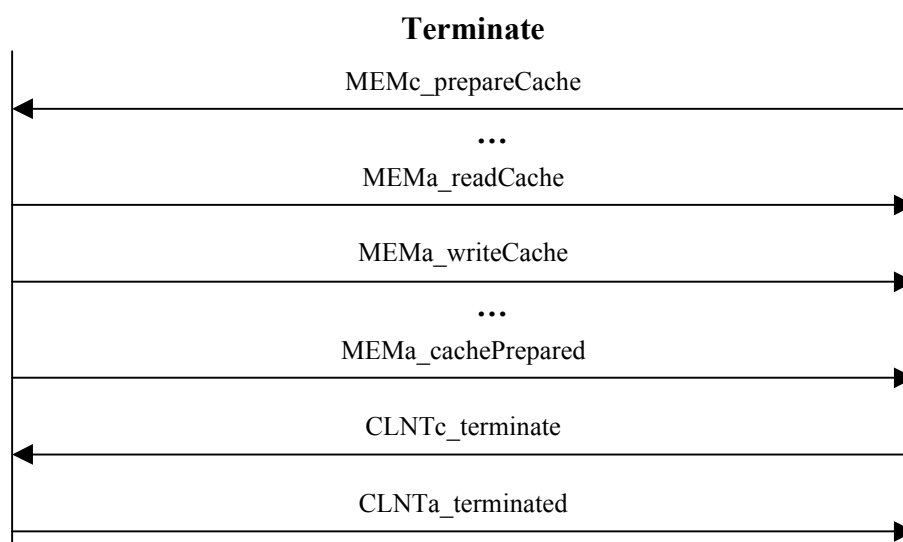 Terminate
MEMc_prepareCache
...
MEMa_readCache
MEMa_writeCache
...
MEMa_cachePrepared
CLNTc_terminate
CLNTa_terminated